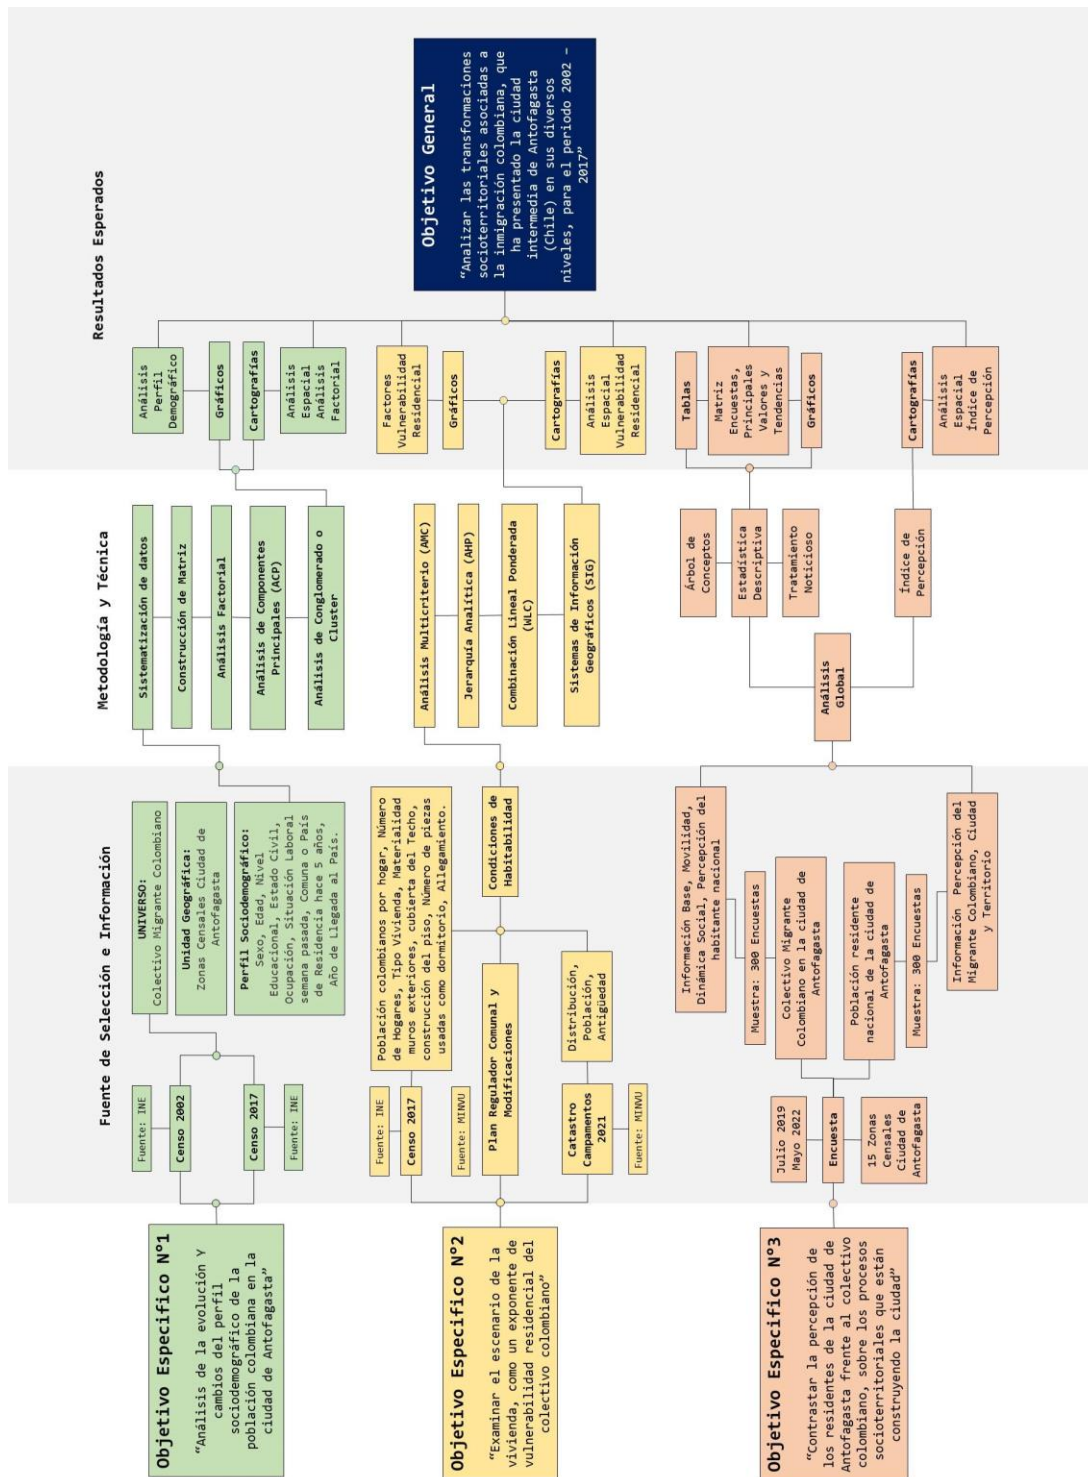 Fuente de Selección e Información
Metodología y Técnica
Resultados Esperados
Objetivo Especifico N°1
“Análisis de la evolución Y
cambios del perfil
sociodemográfico de la
población colombiana en la
ciudad de Antofagasta”
Fuente: INE
Censo 2002
Censo 2017
Fuente: INE
UNIVERSO:
Colectivo Migrante Colombiano
Unidad Geográfica:
Zonas Censales Ciudad de
Antofagasta
Perfil Sociodemográfico:
Sexo, Edad, Nivel
Educacional, Estado Civil,
Ocupación, Situación Laboral
semana pasada, Comuna o País
de Residencia hace 5 años,
Año de Llegada al País.
Sistematización de datos
Construcción de Matriz
Análisis Factorial
Análisis de Componentes
Principales (ACP)
Análisis de Conglomerado o
Cluster
Análisis
Perfil
Demográfico
Gráficos
Cartografías
Análisis
Espacial
Análisis
Factorial
Objetivo Especifico N°2
“Examinar el escenario de la
vivienda, como un exponente de
vulnerabilidad residencial del
colectivo colombiano”
Fuente: INE
Censo 2017
Fuente: MINVU
Plan Regulador Comunal y
Modificaciones
Catastro
Campamentos
2021
Fuente: MINVU
Población colombianos por hogar, Número
de Hogares, Tipo Vivienda, Materialidad
muros exteriores, cubierta del Techo,
construcción del piso, Número de piezas
usadas como dormitorio, Allegamiento.
Distribución,
Población,
Antigüedad
Condiciones de
Habitabilidad
Análisis Multicriterio (AMC)
Jerarquía Analítica (AHP)
Combinación Lineal Ponderada
(WLC)
Sistemas de Información
Geográficos (SIG)
Factores
Vulnerabilidad
Residencial
Gráficos
Cartografías
Análisis
Espacial
Vulnerabilidad
Residencial
Objetivo Especifico N°3
“Contrastar la percepción de
los residentes de la ciudad de
Antofagasta frente al colectivo
colombiano, sobre los procesos
socioterritoriales que están
construyendo la ciudad”
Julio 2019
Mayo 2022
Encuesta
15 Zonas
Censales
Ciudad de
Antofagasta
Información Base, Movilidad,
Dinámica Social, Percepción del
habitante nacional
Muestra: 300 Encuestas
Colectivo Migrante
Colombiano en la ciudad de
Antofagasta
Población residente
nacional de la ciudad de
Antofagasta
Muestra: 300 Encuestas
Información Percepción del
Migrante Colombiano, Ciudad
y Territorio
Análisis
Global
Árbol de
Conceptos
Estadística
Descriptiva
Tratamiento
Noticioso
Índice de
Percepción
Tablas
Matriz
Encuestas,
Principales
Valores y
Tendencias
Gráficos
Cartografías
Análisis
Espacial
Índice de
Percepción
Objetivo General
“Analizar las transformaciones
socioterritoriales asociadas a
la inmigración colombiana, que
ha presentado la ciudad
intermedia de Antofagasta
(Chile) en sus diversos
niveles, para el periodo 2002 –
2017”